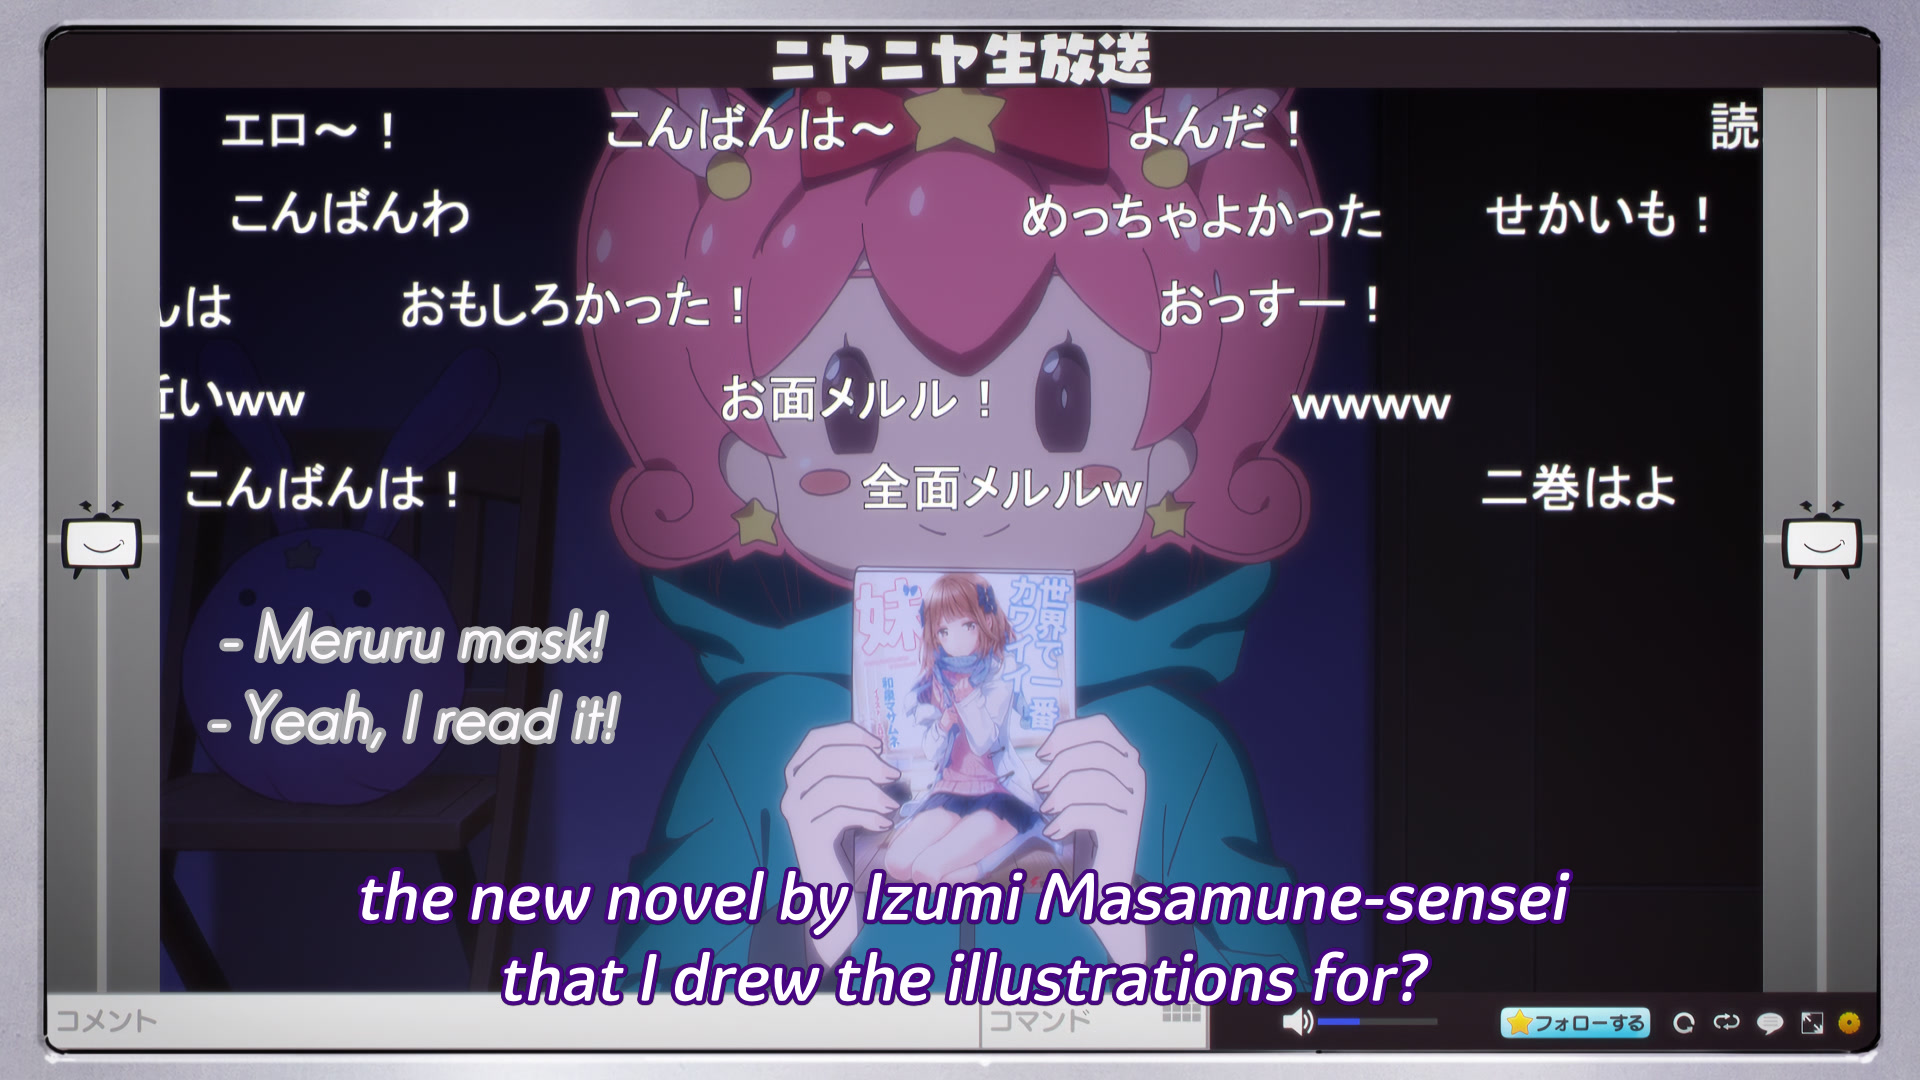 ニヤニヤ生放送
エロ～！
こんばんは～
よんだ！
読
こんばんわ
めっちゃよかった
せかいも！
んは
おもしろかった！
おっすー！
近いww
お面メルル！
wwww
こんばんは！
全面メルルw
二巻はよ
- Meruru mask!
- Yeah, I read it!
世界で一番
カワイイ
妹
和泉マサムネ
the new novel by Izumi Masamune-sensei
that I drew the illustrations for?
コメント
コマンド
フォローする